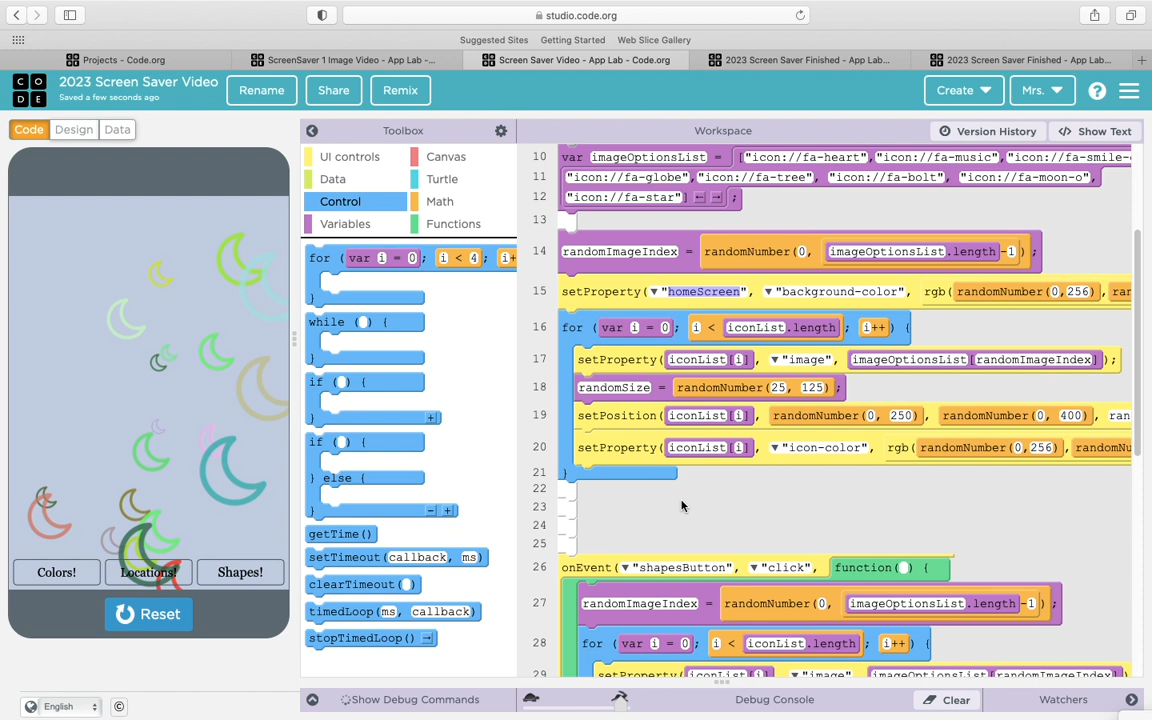 studio.code.org
Suggested Sites Getting Started Web Slice Gallery
Projects - Code.org
ScreenSaver 1 Image Video - App Lab -...
Screen Saver Video - App Lab - Code.org
2023 Screen Saver Finished - App Lab...
2023 Screen Saver Finished - App Lab...
C O
D E
2023 Screen Saver Video
Saved a few seconds ago
Rename
Share
Remix
Create
Mrs.
?
Code Design Data
Toolbox
Workspace
Version History
Show Text
UI controls Canvas
Data Turtle
Control Math
Variables Functions
for ( var i = 0; i < 4; i+
}
while ( ) {
}
if ( ) {
} +
if ( ) {
} else {
} - +
getTime()
setTimeout(callback, ms)
clearTimeout( )
timedLoop(ms, callback)
stopTimedLoop() →
10 var imageOptionsList = ["icon://fa-heart","icon://fa-music","icon://fa-smile-
11 "icon://fa-globe","icon://fa-tree", "icon://fa-bolt", "icon://fa-moon-o",
12 "icon://fa-star"] ← → ;
13
14 randomImageIndex = randomNumber(0, imageOptionsList.length-1);
15 setProperty(▼"homeScreen", ▼"background-color", rgb(randomNumber(0,256),ran
16 for (var i = 0; i < iconList.length; i++) {
17 setProperty(iconList[i], ▼"image", imageOptionsList[randomImageIndex]);
18 randomSize = randomNumber(25, 125);
19 setPosition(iconList[i], randomNumber(0, 250), randomNumber(0, 400), ran
20 setProperty(iconList[i], ▼"icon-color", rgb(randomNumber(0,256),randomN
21 }
22
23
24
25
26 onEvent(▼"shapesButton", ▼"click", function( ) {
27 randomImageIndex = randomNumber(0, imageOptionsList.length-1);
28 for (var i = 0; i < iconList.length; i++) {
29 setProperty(iconList[i], ▼"image", imageOptionsList[randomImageIndex]);
Colors! Locations! Shapes!
Reset
English
©
Show Debug Commands
Debug Console
Clear
Watchers